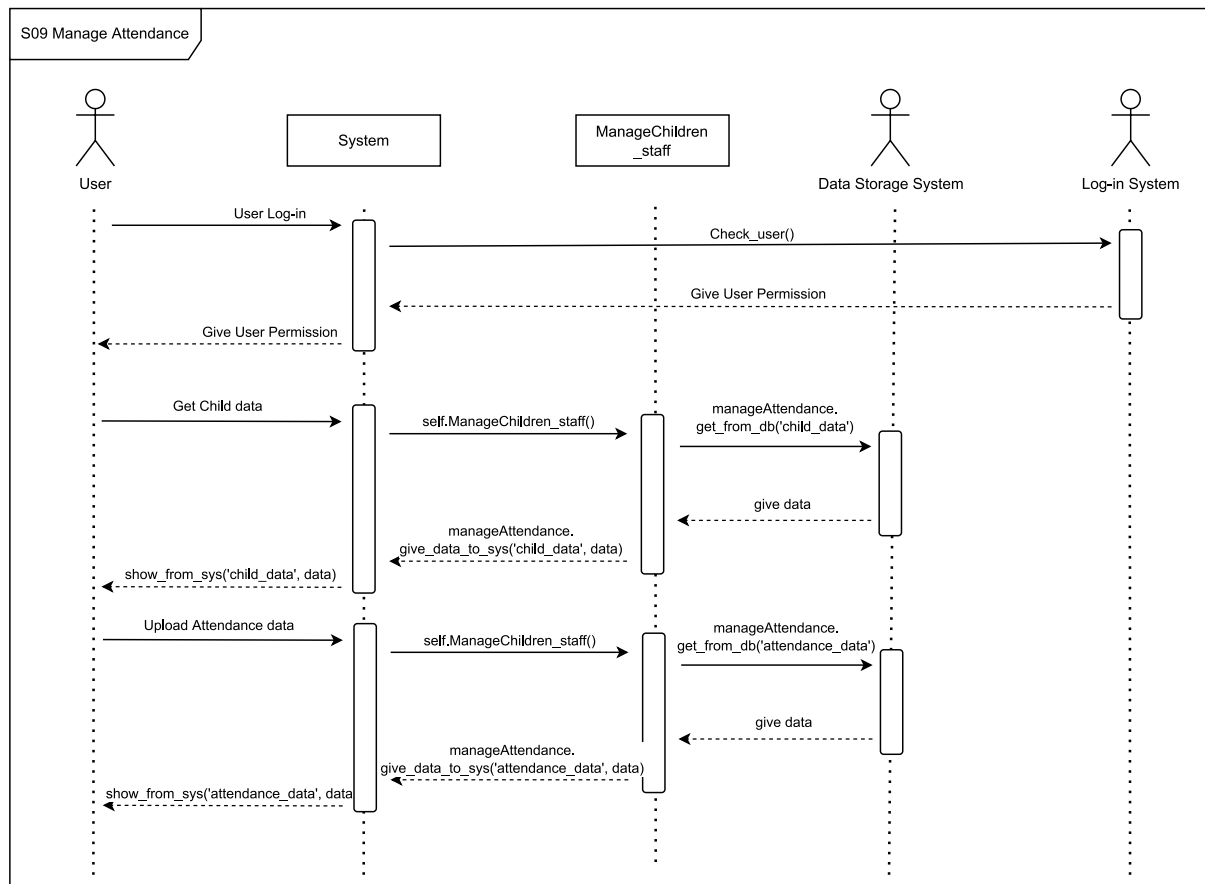 S09 Manage Attendance
System
ManageChildren
_staff
User
Data Storage System
Log-in System
User Log-in
Check_user()
Give User Permission
Give User Permission
Get Child data
self.ManageChildren_staff()
manageAttendance.
get_from_db('child_data')
give data
manageAttendance.
give_data_to_sys('child_data', data)
show_from_sys('child_data', data)
Upload Attendance data
self.ManageChildren_staff()
manageAttendance.
get_from_db('attendance_data')
give data
manageAttendance.
give_data_to_sys('attendance_data', data)
show_from_sys('attendance_data', data